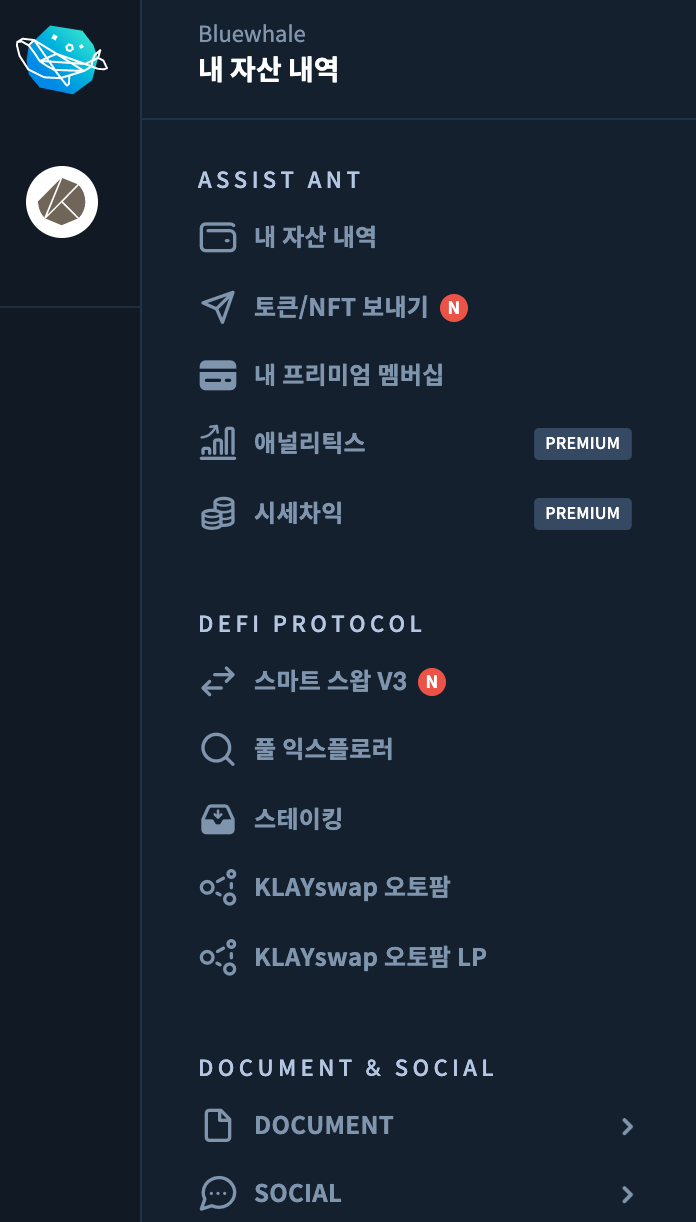 Bluewhale
내 자산 내역
ASSIST ANT
내 자산 내역
토큰/NFT 보내기 N
내 프리미엄 멤버십
애널리틱스 PREMIUM
시세차익 PREMIUM
DEFI PROTOCOL
스마트 스왑 V3 N
풀 익스플로러
스테이킹
KLAYswap 오토팜
KLAYswap 오토팜 LP
DOCUMENT & SOCIAL
DOCUMENT
SOCIAL